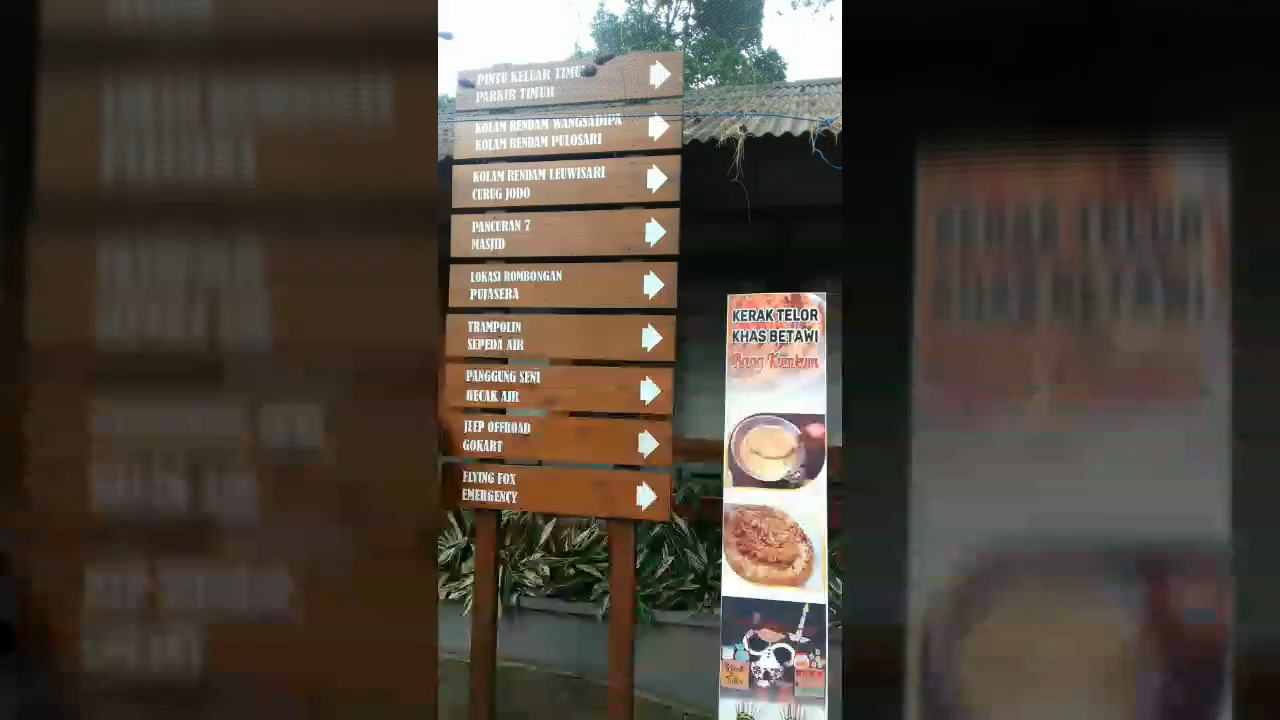 PINTU KELUAR TIMUR
PARKIR TIMUR
KOLAM RENDAM WANGSADIPA
KOLAM RENDAM PULOSARI
KOLAM RENDAM LEUWISARI
CURUG JODO
PANCURAN 7
MASJID
LOKASI ROMBONGAN
PUJASERA
TRAMPOLIN
SEPEDA AIR
PANGGUNG SENI
BECAK AIR
JEEP OFFROAD
GOKART
FLYING FOX
EMERGENCY
KERAK TELOR
KHAS BETAWI
Bang